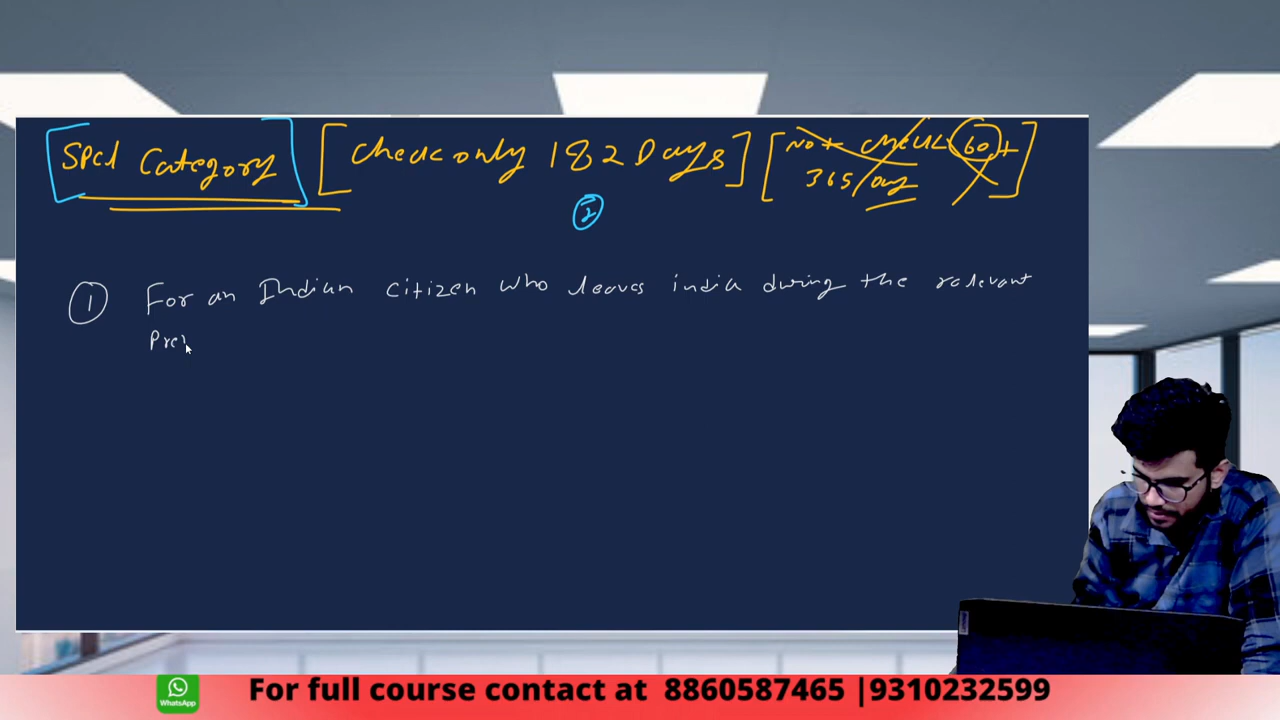 Spcl Category [Check only 182 Days] [Not check 60 +
365/Day]
2
1 For an Indian citizen who leaves india during the relevant
Pre
WhatsApp
For full course contact at 8860587465 |9310232599